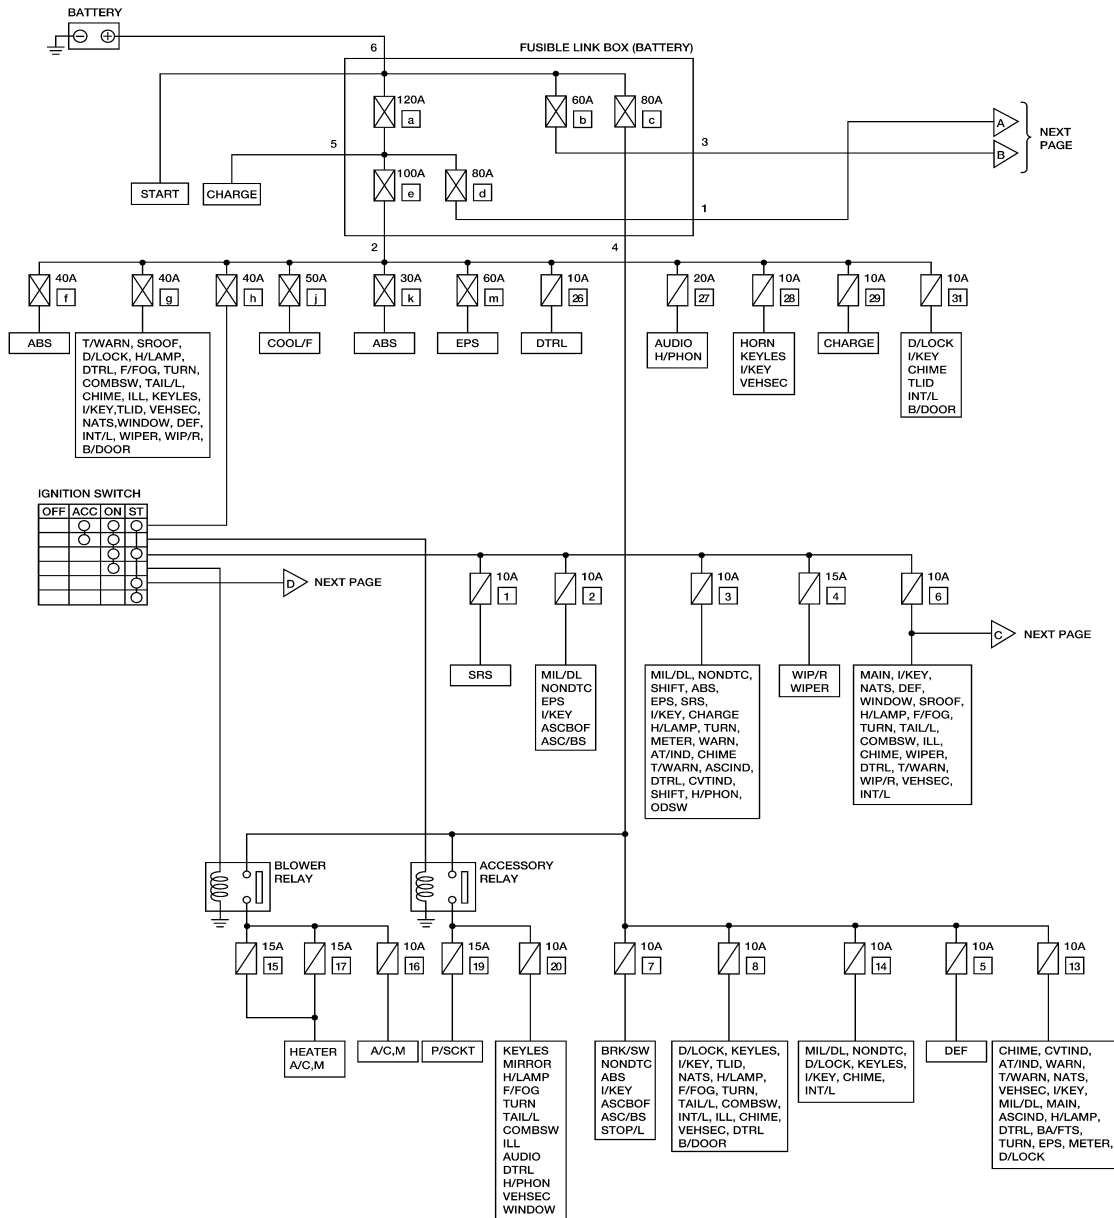 BATTERY
6
FUSIBLE LINK BOX (BATTERY)
120A
a
60A
b
80A
c
A
B
NEXT
PAGE
5
3
START
CHARGE
100A
e
80A
d
1
2
4
40A
f
40A
g
40A
h
50A
j
30A
k
60A
m
10A
26
20A
27
10A
28
10A
29
10A
31
ABS
T/WARN, SROOF,
D/LOCK, H/LAMP,
DTRL, F/FOG, TURN,
COMBSW, TAIL/L,
CHIME, ILL, KEYLES,
I/KEY,TLID, VEHSEC,
NATS,WINDOW, DEF,
INT/L, WIPER, WIP/R,
B/DOOR
COOL/F
ABS
EPS
DTRL
AUDIO
H/PHON
HORN
KEYLES
I/KEY
VEHSEC
CHARGE
D/LOCK
I/KEY
CHIME
TLID
INT/L
B/DOOR
IGNITION SWITCH
OFF ACC ON ST
D
NEXT PAGE
10A
1
10A
2
10A
3
15A
4
10A
6
C
NEXT PAGE
SRS
MIL/DL
NONDTC
EPS
I/KEY
ASCBOF
ASC/BS
MIL/DL, NONDTC,
SHIFT, ABS,
EPS, SRS,
I/KEY, CHARGE
H/LAMP, TURN,
METER, WARN,
AT/IND, CHIME
T/WARN, ASCIND,
DTRL, CVTIND,
SHIFT, H/PHON,
ODSW
WIP/R
WIPER
MAIN, I/KEY,
NATS, DEF,
WINDOW, SROOF,
H/LAMP, F/FOG,
TURN, TAIL/L,
COMBSW, ILL,
CHIME, WIPER,
DTRL, T/WARN,
WIP/R, VEHSEC,
INT/L
BLOWER
RELAY
ACCESSORY
RELAY
15A
15
15A
17
10A
16
15A
19
10A
20
10A
7
10A
8
10A
14
10A
5
10A
13
HEATER
A/C,M
A/C,M
P/SCKT
KEYLES
MIRROR
H/LAMP
F/FOG
TURN
TAIL/L
COMBSW
ILL
AUDIO
DTRL
H/PHON
VEHSEC
WINDOW
BRK/SW
NONDTC
ABS
I/KEY
ASCBOF
ASC/BS
STOP/L
D/LOCK, KEYLES,
I/KEY, TLID,
NATS, H/LAMP,
F/FOG, TURN,
TAIL/L, COMBSW,
INT/L, ILL, CHIME,
VEHSEC, DTRL
B/DOOR
MIL/DL, NONDTC,
D/LOCK, KEYLES,
I/KEY, CHIME,
INT/L
DEF
CHIME, CVTIND,
AT/IND, WARN,
T/WARN, NATS,
VEHSEC, I/KEY,
MIL/DL, MAIN,
ASCIND, H/LAMP,
DTRL, BA/FTS,
TURN, EPS, METER,
D/LOCK